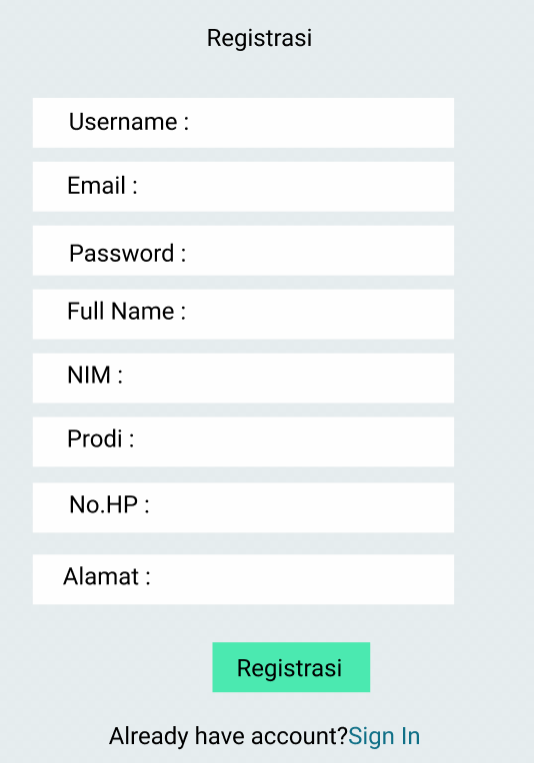 Registrasi
Username :
Email :
Password :
Full Name :
NIM :
Prodi :
No.HP :
Alamat :
Registrasi
Already have account?Sign In